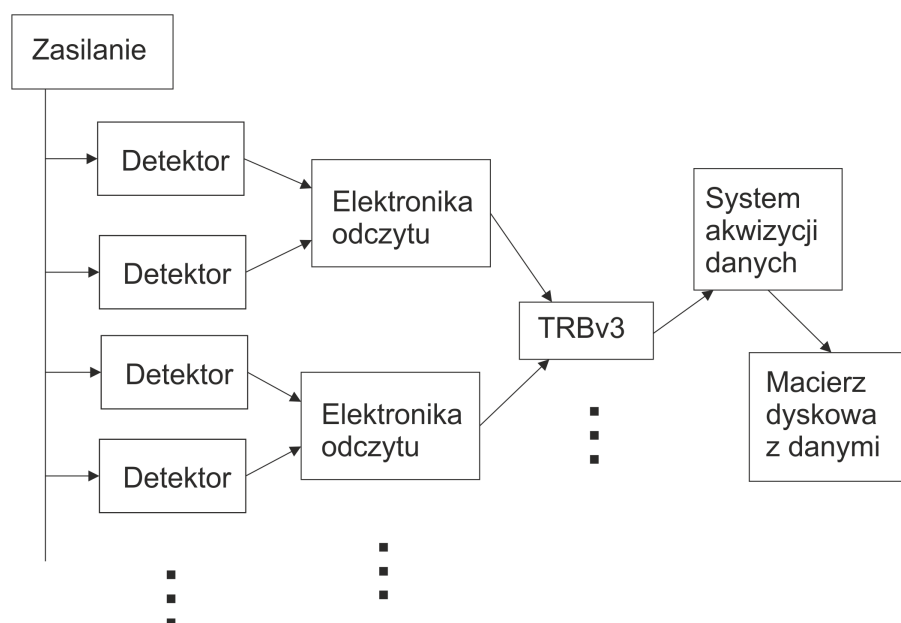 Zasilanie
Detektor
Detektor
Detektor
Detektor
Elektronika
odczytu
Elektronika
odczytu
TRBv3
System
akwizycji
danych
Macierz
dyskowa
z danymi